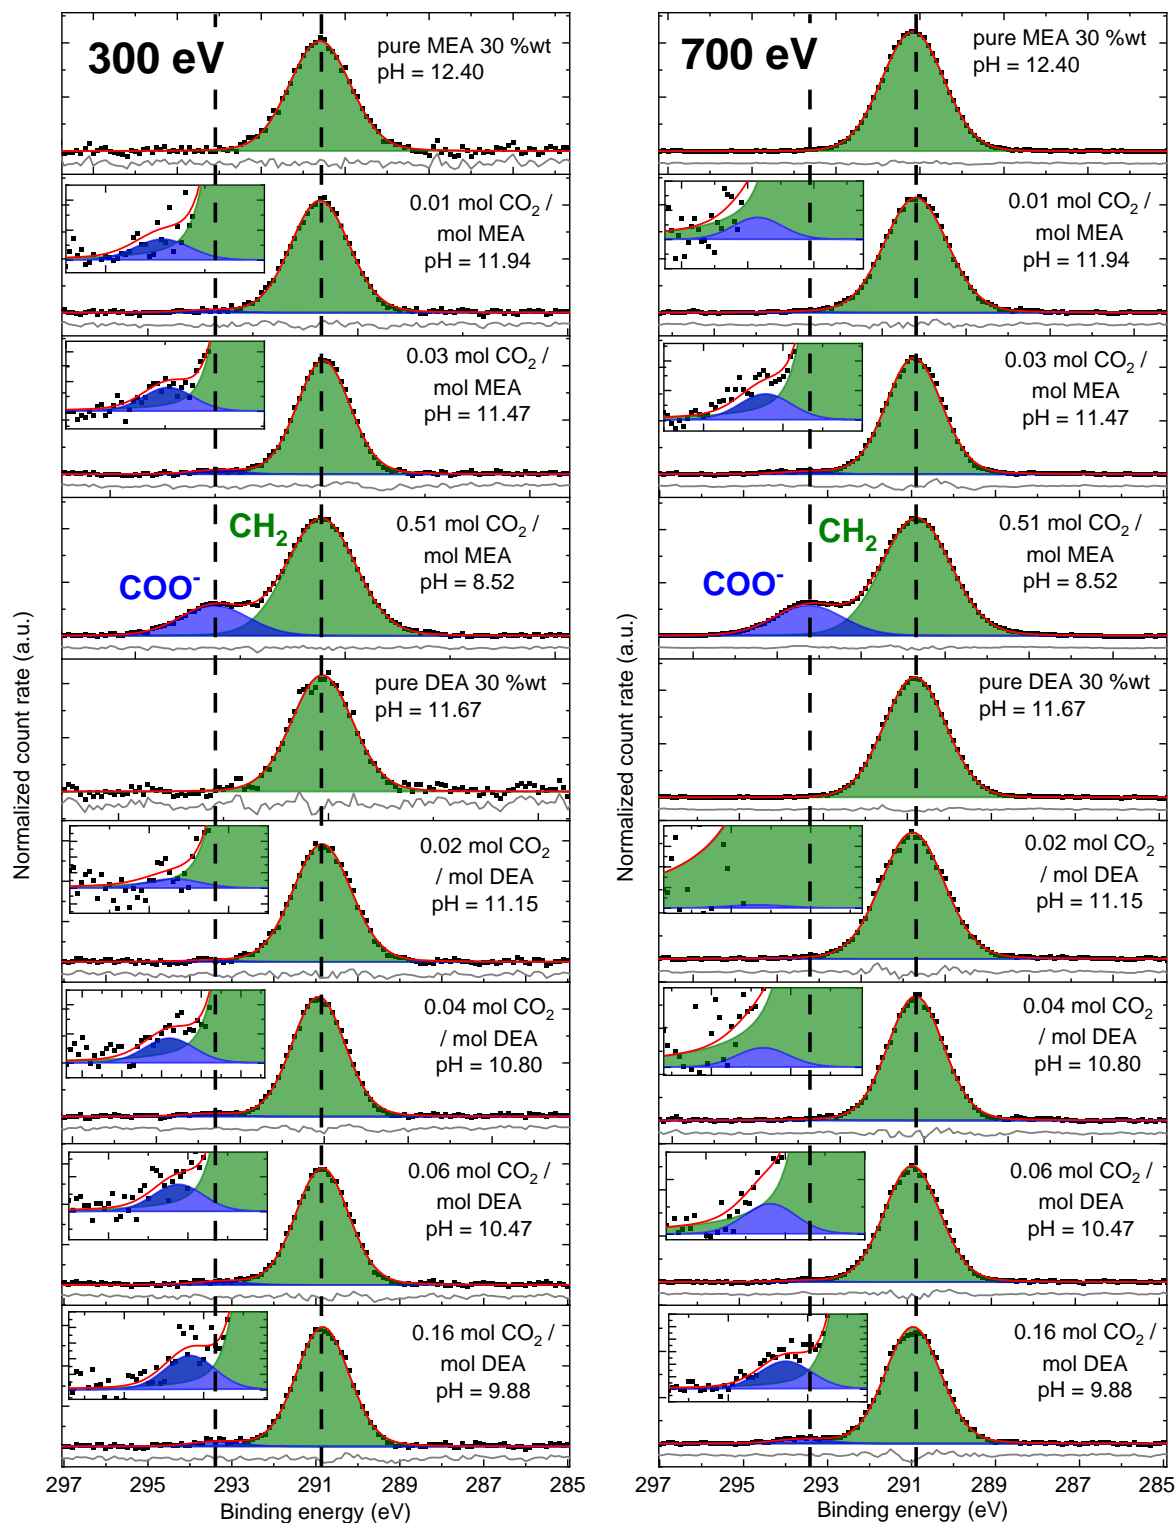 300 eV
pure MEA 30 %wt
pH = 12.40
0.01 mol CO₂ /
mol MEA
pH = 11.94
0.03 mol CO₂ /
mol MEA
pH = 11.47
CH₂
COO⁻
0.51 mol CO₂ /
mol MEA
pH = 8.52
pure DEA 30 %wt
pH = 11.67
0.02 mol CO₂
/ mol DEA
pH = 11.15
0.04 mol CO₂
/ mol DEA
pH = 10.80
0.06 mol CO₂ /
mol DEA
pH = 10.47
0.16 mol CO₂ /
mol DEA
pH = 9.88
Normalized count rate (a.u.)
297 295 293 291 289 287 285
Binding energy (eV)
700 eV
pure MEA 30 %wt
pH = 12.40
0.01 mol CO₂ /
mol MEA
pH = 11.94
0.03 mol CO₂ /
mol MEA
pH = 11.47
CH₂
COO⁻
0.51 mol CO₂ /
mol MEA
pH = 8.52
pure DEA 30 %wt
pH = 11.67
0.02 mol CO₂
/ mol DEA
pH = 11.15
0.04 mol CO₂
/ mol DEA
pH = 10.80
0.06 mol CO₂ /
mol DEA
pH = 10.47
0.16 mol CO₂ /
mol DEA
pH = 9.88
Normalized count rate (a.u.)
297 295 293 291 289 287 285
Binding energy (eV)